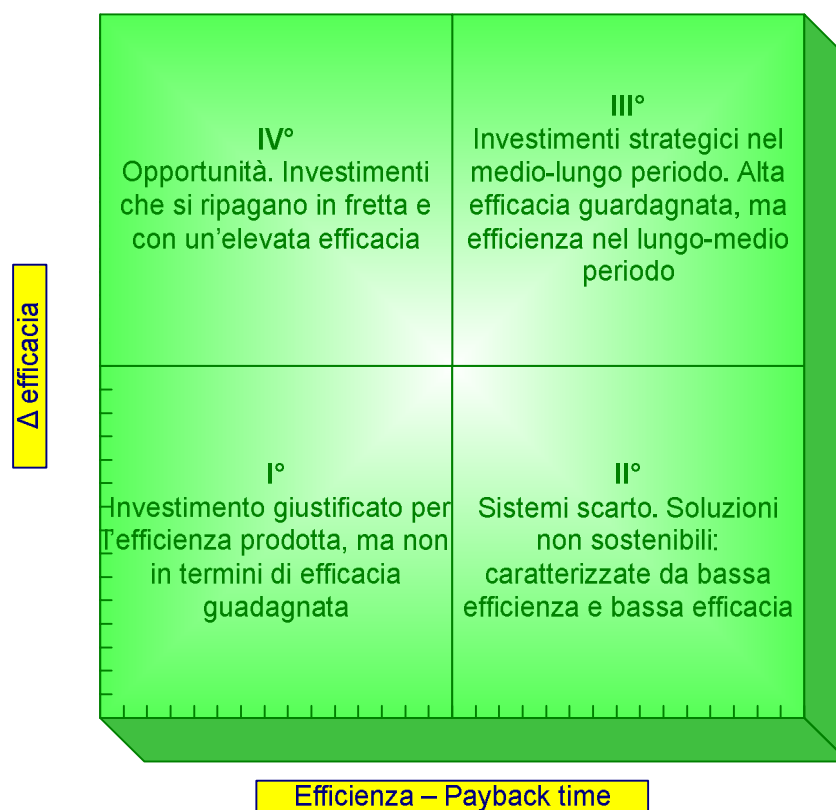 IV°
Opportunità. Investimenti
che si ripagano in fretta e
con un'elevata efficacia
III°
Investimenti strategici nel
medio-lungo periodo. Alta
efficacia guardagnata, ma
efficienza nel lungo-medio
periodo
Δ efficacia
I°
Investimento giustificato per
l'efficienza prodotta, ma non
in termini di efficacia
guadagnata
II°
Sistemi scarto. Soluzioni
non sostenibili:
caratterizzate da bassa
efficienza e bassa efficacia
Efficienza – Payback time